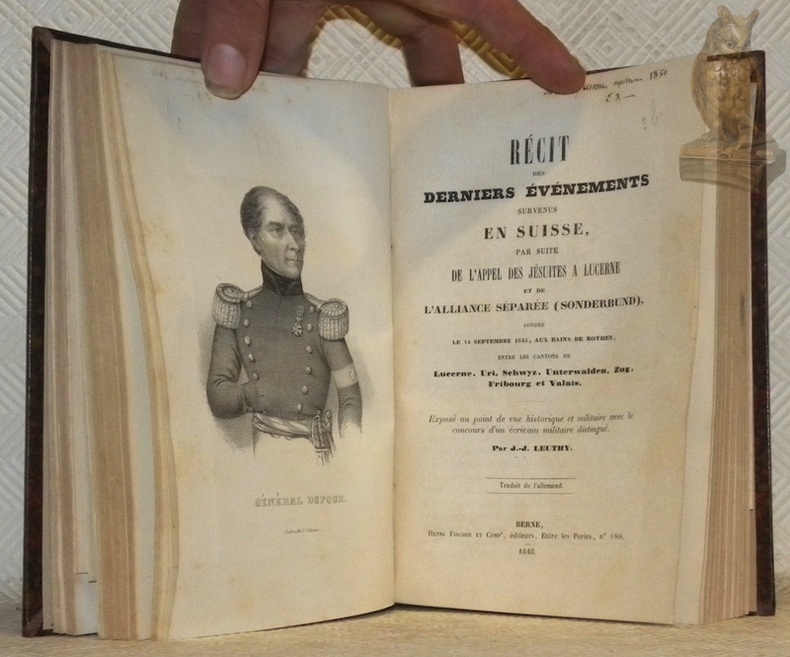 GÉNÉRAL DUFOUR.
1850
RÉCIT
DES
DERNIERS ÉVÉNEMENTS
SURVENUS
EN SUISSE,
PAR SUITE
DE L'APPEL DES JÉSUITES A LUCERNE
ET DE
L'ALLIANCE SÉPARÉE (SONDERBUND),
FONDÉE
LE 14 SEPTEMBRE 1843, AUX BAINS DE ROTHEN,
ENTRE LES CANTONS DE
Lucerne, Uri, Schwyz, Unterwalden, Zug,
Fribourg et Valais.
Exposé au point de vue historique et militaire avec le
concours d'un écrivain militaire distingué.
Par J.-J. LEUTHY.
Traduit de l'allemand.
BERNE,
HENRI FISCHER ET COMPe, éditeurs, Entre les Portes, n° 180.
1848.